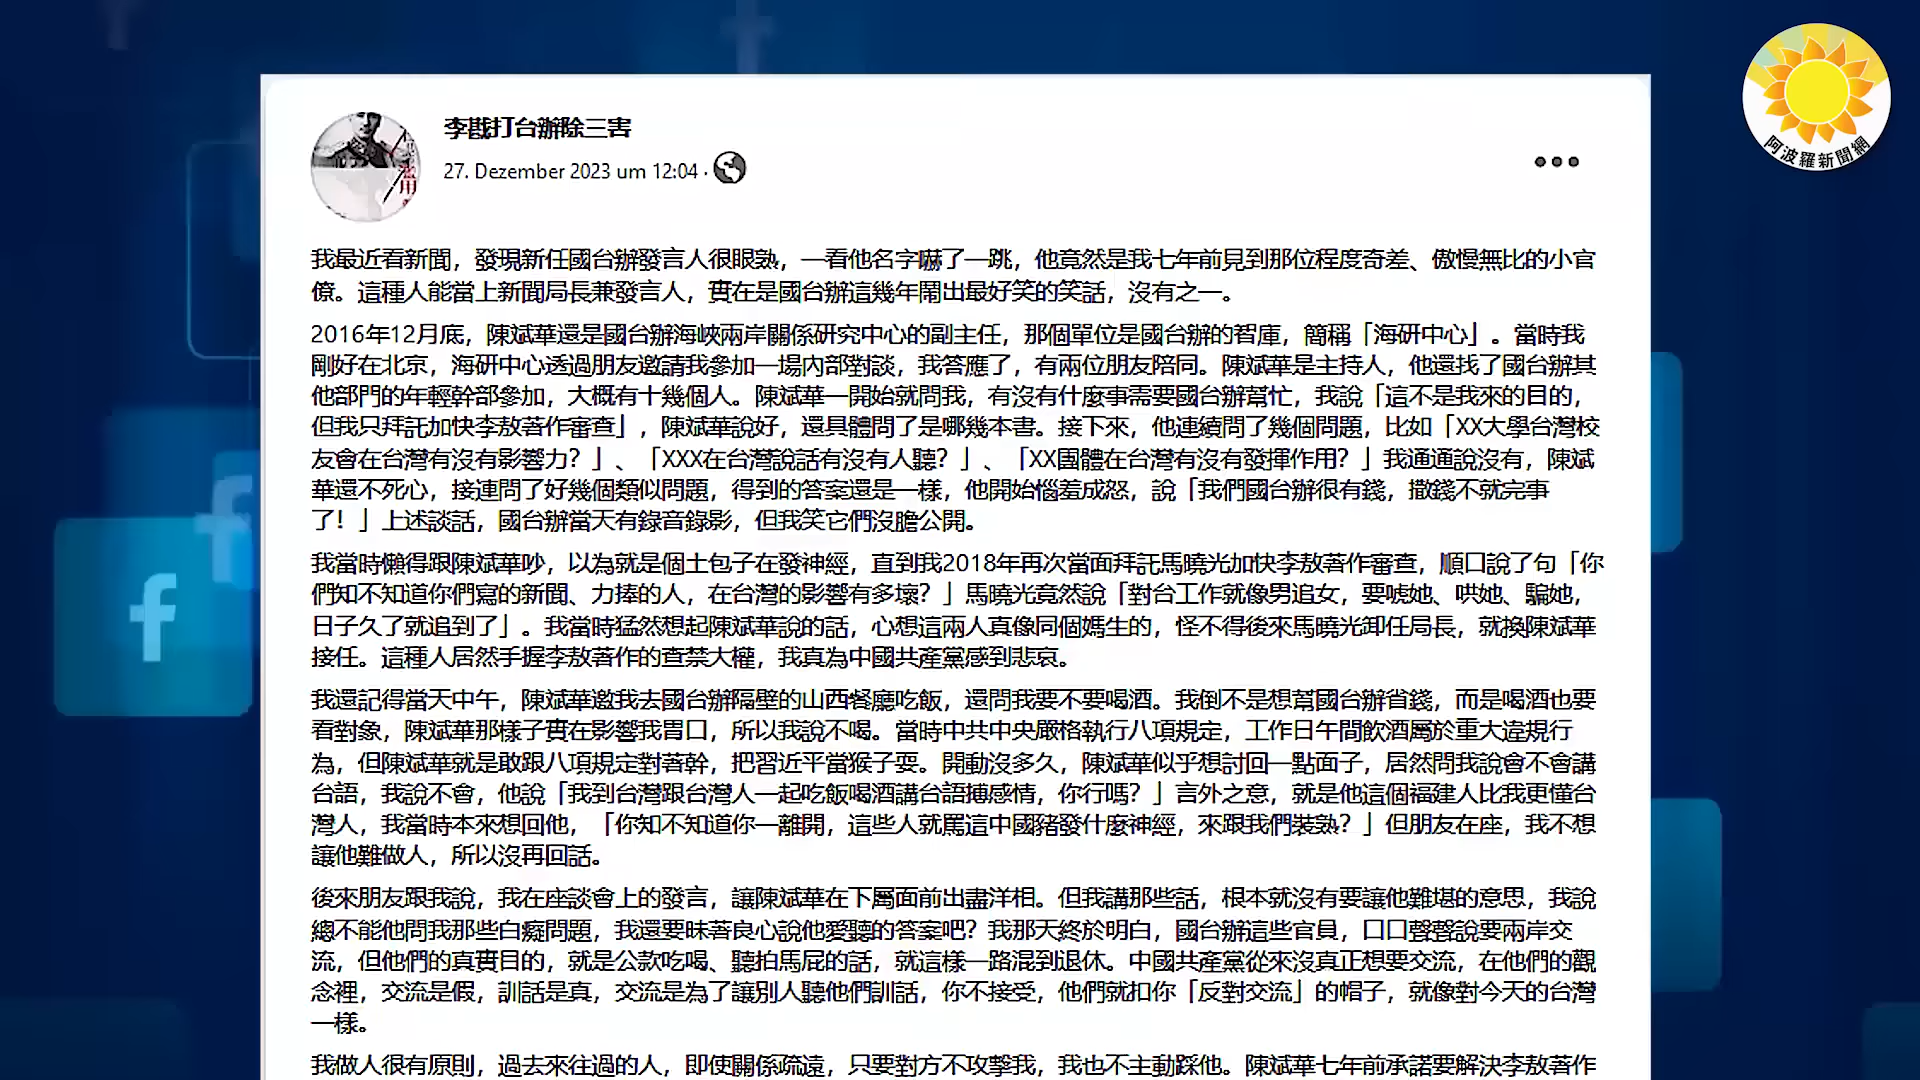 阿波羅新聞網
李戡打台辦除三害
27. Dezember 2023 um 12:04 ·
我最近看新聞，發現新任國台辦發言人很眼熟，一看他名字嚇了一跳，他竟然是我七年前見到那位程度奇差、傲慢無比的小官
僚。這種人能當上新聞局長兼發言人，實在是國台辦這幾年鬧出最好笑的笑話，沒有之一。
2016年12月底，陳斌華還是國台辦海峽兩岸關係研究中心的副主任，那個單位是國台辦的智庫，簡稱「海研中心」。當時我
剛好在北京，海研中心透過朋友邀請我參加一場內部對談，我答應了，有兩位朋友陪同。陳斌華是主持人，他還找了國台辦其
他部門的年輕幹部參加，大概有十幾個人。陳斌華一開始就問我，有沒有什麼事需要國台辦幫忙，我說「這不是我來的目的，
但我只拜託加快李敖著作審查」，陳斌華說好，還具體問了是哪幾本書。接下來，他連續問了幾個問題，比如「XX大學台灣校
友會在台灣有沒有影響力？」、「XXX在台灣說話有沒有人聽？」、「XX團體在台灣有沒有發揮作用？」我通通說沒有，陳斌
華還不死心，接連問了好幾個類似問題，得到的答案還是一樣，他開始惱羞成怒，說「我們國台辦很有錢，撒錢不就完事
了！」上述談話，國台辦當天有錄音錄影，但我笑它們沒膽公開。
我當時懶得跟陳斌華吵，以為就是個土包子在發神經，直到我2018年再次當面拜託馬曉光加快李敖著作審查，順口說了句「你
們知不知道你們寫的新聞、力捧的人，在台灣的影響有多壞？」馬曉光竟然說「對台工作就像男追女，要唬她、哄她、騙她，
日子久了就追到了」。我當時猛然想起陳斌華說的話，心想這兩人真像同個媽生的，怪不得後來馬曉光卸任局長，就換陳斌華
接任。這種人居然手握李敖著作的查禁大權，我真為中國共產黨感到悲哀。
我還記得當天中午，陳斌華邀我去國台辦隔壁的山西餐廳吃飯，還問我要不要喝酒。我倒不是想幫國台辦省錢，而是喝酒也要
看對象，陳斌華那樣子實在影響我胃口，所以我說不喝。當時中共中央嚴格執行八項規定，工作日午間飲酒屬於重大違規行
為，但陳斌華就是敢跟八項規定對著幹，把習近平當猴子耍。開動沒多久，陳斌華似乎想討回一點面子，居然問我說會不會講
台語，我說不會，他說「我到台灣跟台灣人一起吃飯喝酒講台語搏感情，你行嗎？」言外之意，就是他這個福建人比我更懂台
灣人，我當時本來想回他，「你知不知道你一離開，這些人就罵這中國豬發什麼神經，來跟我們裝熟？」但朋友在座，我不想
讓他難做人，所以沒再回話。
後來朋友跟我說，我在座談會上的發言，讓陳斌華在下屬面前出盡洋相。但我講那些話，根本就沒有要讓他難堪的意思，我說
總不能他問我那些白癡問題，我還要昧著良心說他愛聽的答案吧？我那天終於明白，國台辦這些官員，口口聲聲說要兩岸交
流，但他們的真實目的，就是公款吃喝、聽拍馬屁的話，就這樣一路混到退休。中國共產黨從來沒真正想要交流，在他們的觀
念裡，交流是假，訓話是真，交流是為了讓別人聽他們訓話，你不接受，他們就扣你「反對交流」的帽子，就像對今天的台灣
一樣。
我做人很有原則，過去來往過的人，即使關係疏遠，只要對方不攻擊我，我也不主動踩他。陳斌華七年前承諾要解決李敖著作